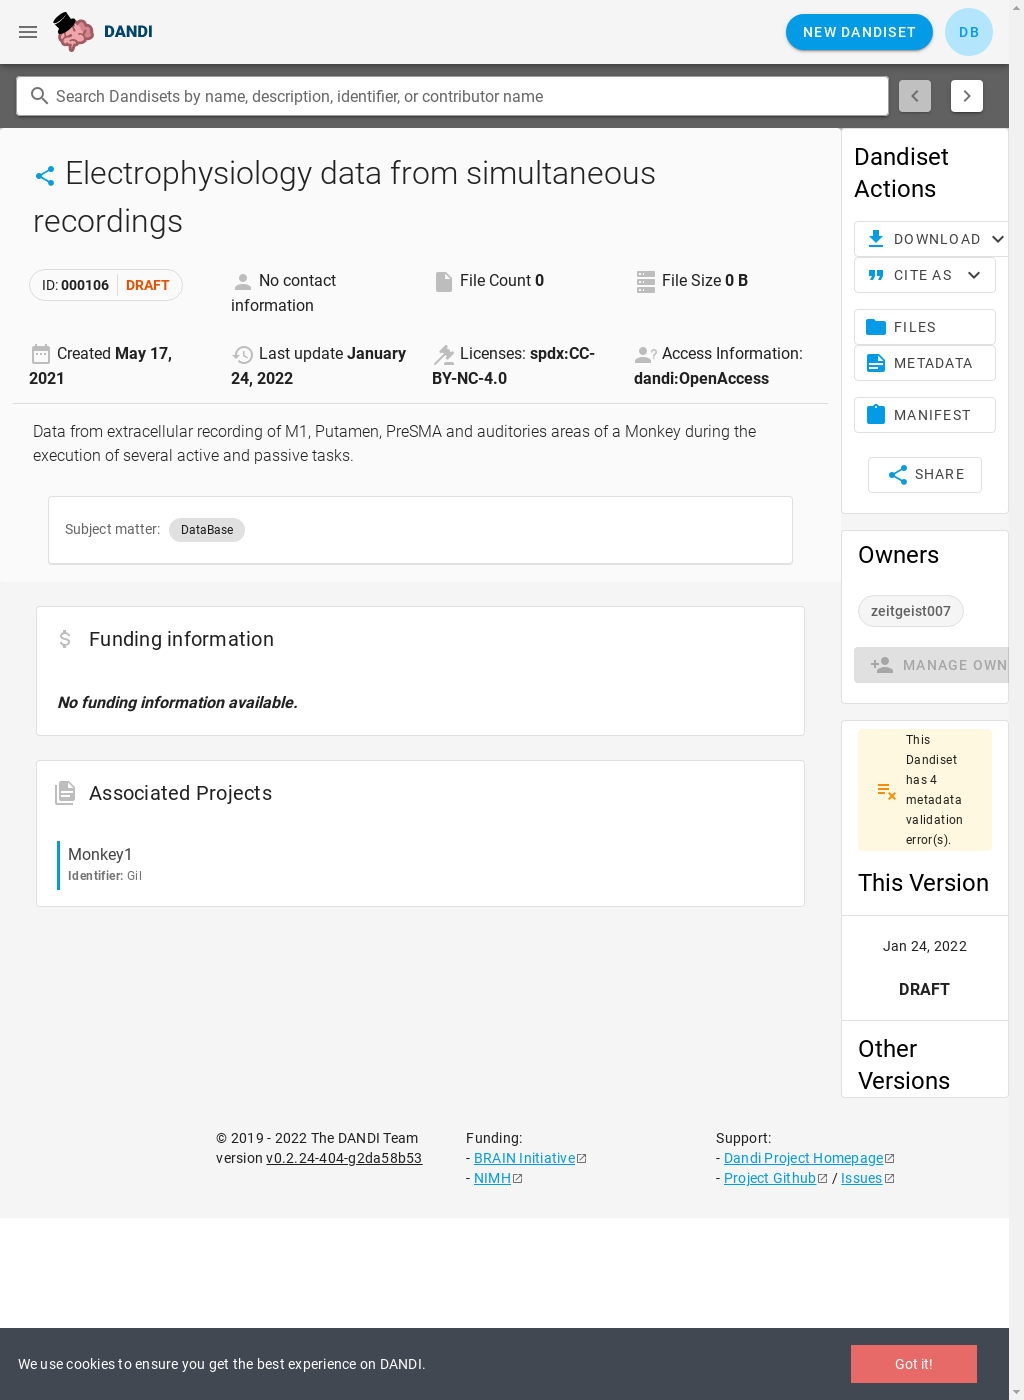 DANDI
NEW DANDISET
DB
Search Dandisets by name, description, identifier, or contributor name
Electrophysiology data from simultaneous
recordings
ID: 000106 DRAFT
No contact
information
File Count 0
File Size 0 B
Created May 17,
2021
Last update January
24, 2022
Licenses: spdx:CC-
BY-NC-4.0
Access Information:
dandi:OpenAccess
Data from extracellular recording of M1, Putamen, PreSMA and auditories areas of a Monkey during the
execution of several active and passive tasks.
Subject matter: DataBase
Funding information
No funding information available.
Associated Projects
Monkey1
Identifier: Gil
Dandiset
Actions
DOWNLOAD
CITE AS
FILES
METADATA
MANIFEST
SHARE
Owners
zeitgeist007
MANAGE OWN
This
Dandiset
has 4
metadata
validation
error(s).
This Version
Jan 24, 2022
DRAFT
Other
Versions
© 2019 - 2022 The DANDI Team
version v0.2.24-404-g2da58b53
Funding:
- BRAIN Initiative
- NIMH
Support:
- Dandi Project Homepage
- Project Github / Issues
We use cookies to ensure you get the best experience on DANDI.
Got it!